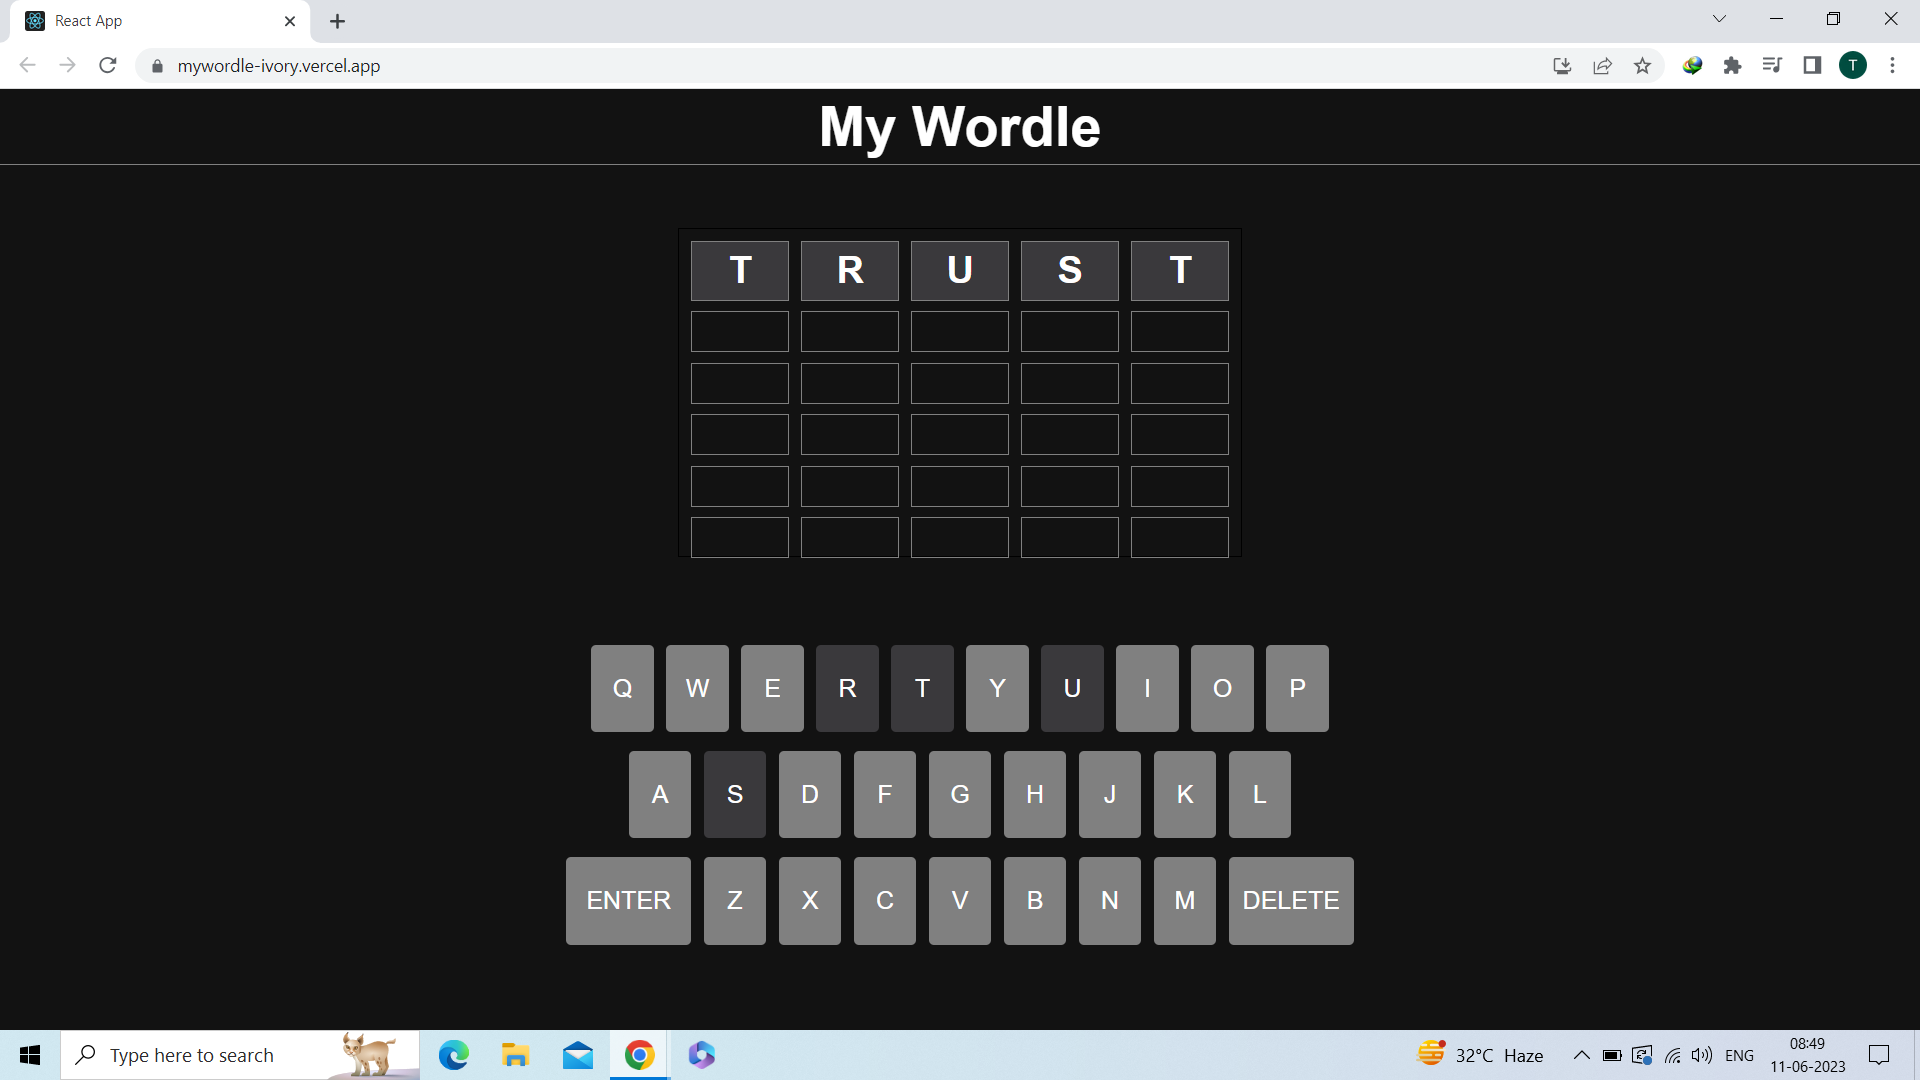 React App
mywordle-ivory.vercel.app
T
My Wordle
T R U S T
Q W E R T Y U I O P
A S D F G H J K L
ENTER Z X C V B N M DELETE
Type here to search
32°C Haze
ENG
08:49
11-06-2023